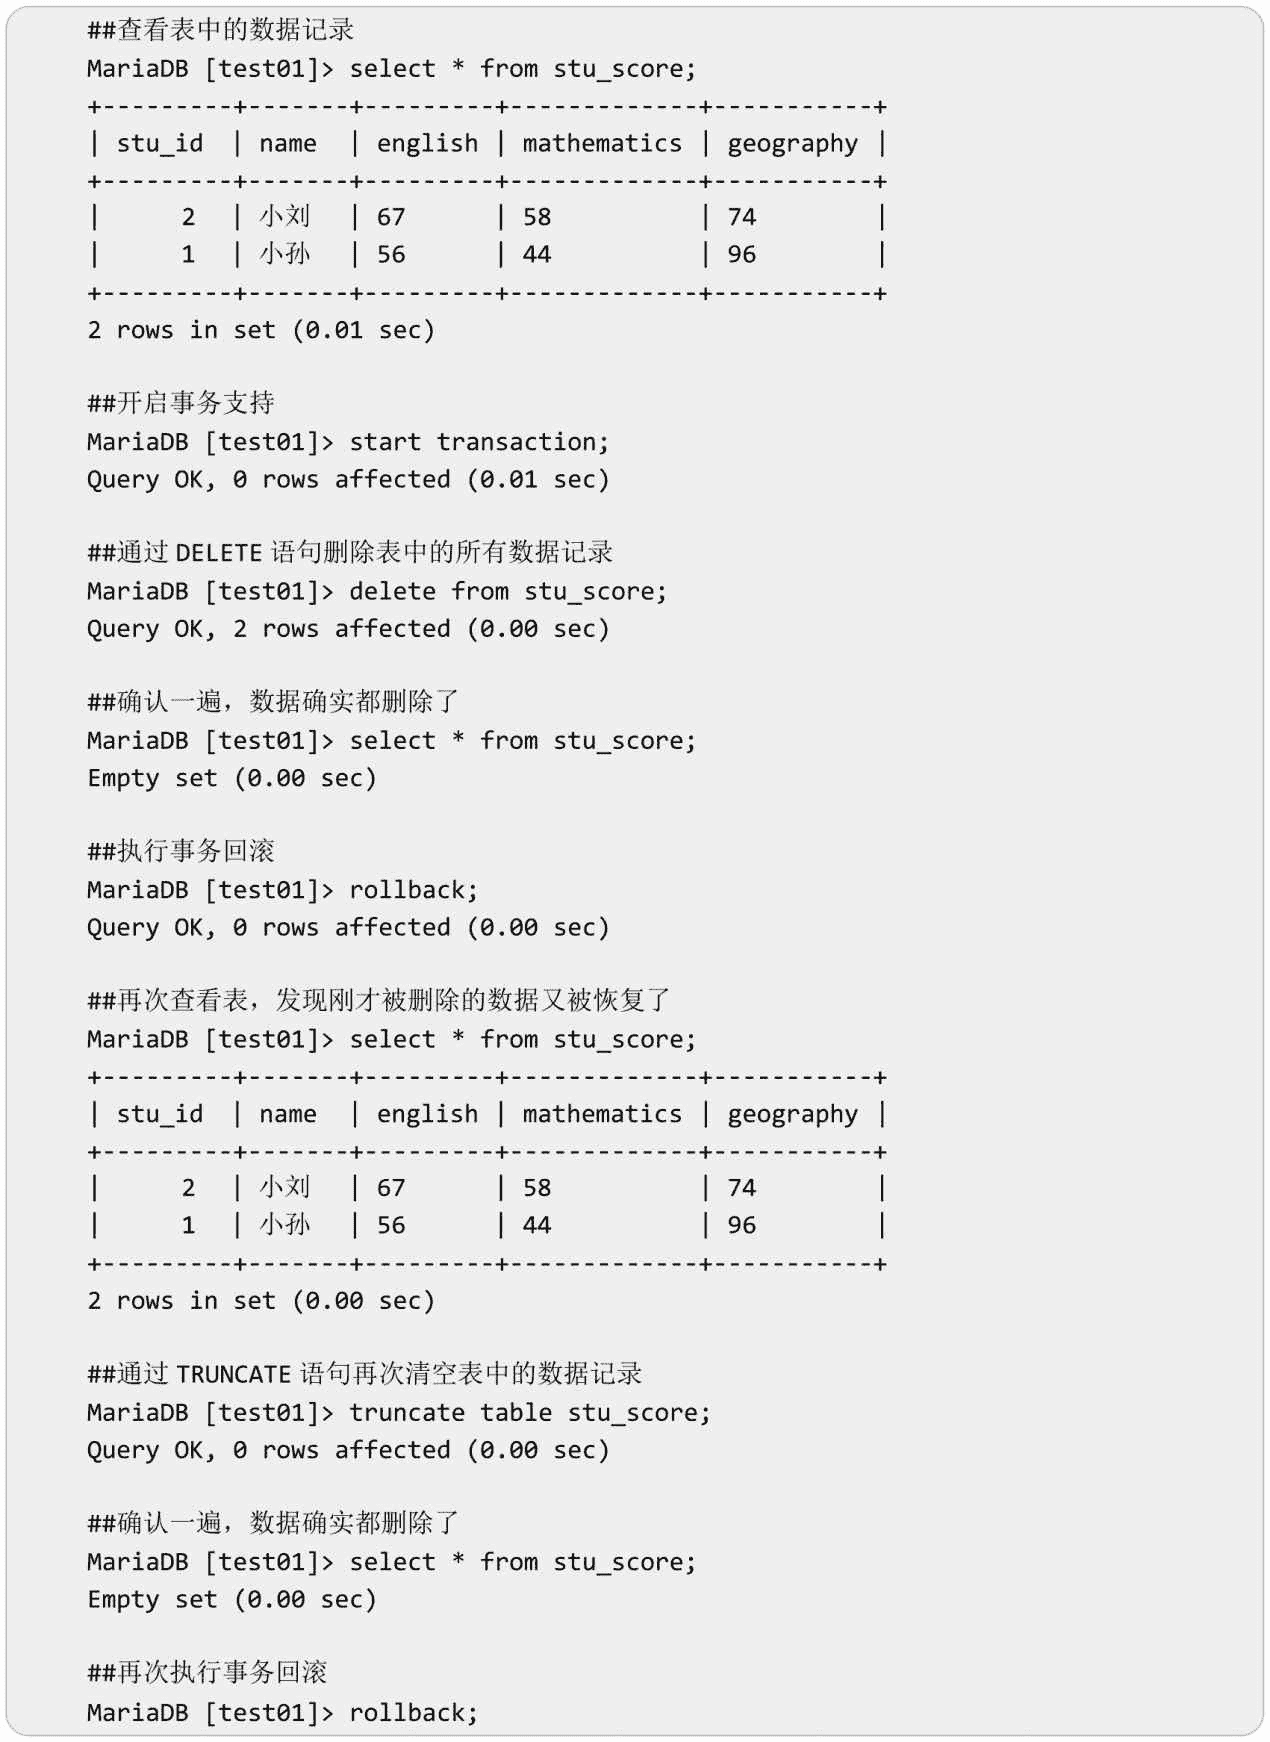 ##查看表中的数据记录
MariaDB [test01]> select * from stu_score;
+---------+-------+---------+-------------+-----------+
| stu_id  | name  | english | mathematics | geography |
+---------+-------+---------+-------------+-----------+
|      2  | 小刘  | 67      | 58          | 74        |
|      1  | 小孙  | 56      | 44          | 96        |
+---------+-------+---------+-------------+-----------+
2 rows in set (0.01 sec)
##开启事务支持
MariaDB [test01]> start transaction;
Query OK, 0 rows affected (0.01 sec)
##通过 DELETE 语句删除表中的所有数据记录
MariaDB [test01]> delete from stu_score;
Query OK, 2 rows affected (0.00 sec)
##确认一遍，数据确实都删除了
MariaDB [test01]> select * from stu_score;
Empty set (0.00 sec)
##执行事务回滚
MariaDB [test01]> rollback;
Query OK, 0 rows affected (0.00 sec)
##再次查看表，发现刚才被删除的数据又被恢复了
MariaDB [test01]> select * from stu_score;
+---------+-------+---------+-------------+-----------+
| stu_id  | name  | english | mathematics | geography |
+---------+-------+---------+-------------+-----------+
|      2  | 小刘  | 67      | 58          | 74        |
|      1  | 小孙  | 56      | 44          | 96        |
+---------+-------+---------+-------------+-----------+
2 rows in set (0.00 sec)
##通过 TRUNCATE 语句再次清空表中的数据记录
MariaDB [test01]> truncate table stu_score;
Query OK, 0 rows affected (0.00 sec)
##确认一遍，数据确实都删除了
MariaDB [test01]> select * from stu_score;
Empty set (0.00 sec)
##再次执行事务回滚
MariaDB [test01]> rollback;